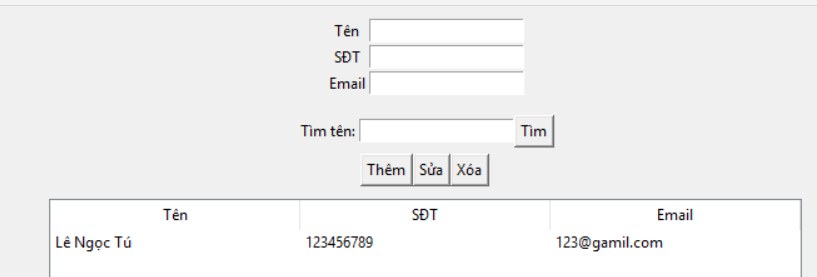 Tên
SĐT
Email
Tìm tên: Tìm
Thêm Sửa Xóa
Tên SĐT Email
Lê Ngọc Tú 123456789 123@gamil.com